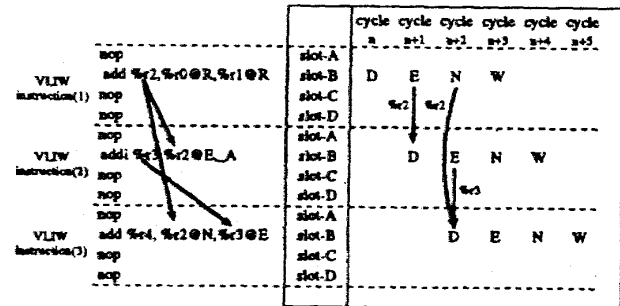 cycle cycle cycle cycle cycle cycle
n n+1 n+2 n+3 n+4 n+5
nop slot-A
VLIW instruction(1) add %r2,%r0@R,%r1@R slot-B D E N W
nop slot-C %r2 %r2
nop slot-D
nop slot-A
VLIW instruction(2) addi %r3 %r2@E_A slot-B D E N W
nop slot-C %r3
nop slot-D
nop slot-A
VLIW instruction(3) add %r4, %r2@N,%r3@E slot-B D E N W
nop slot-C
nop slot-D